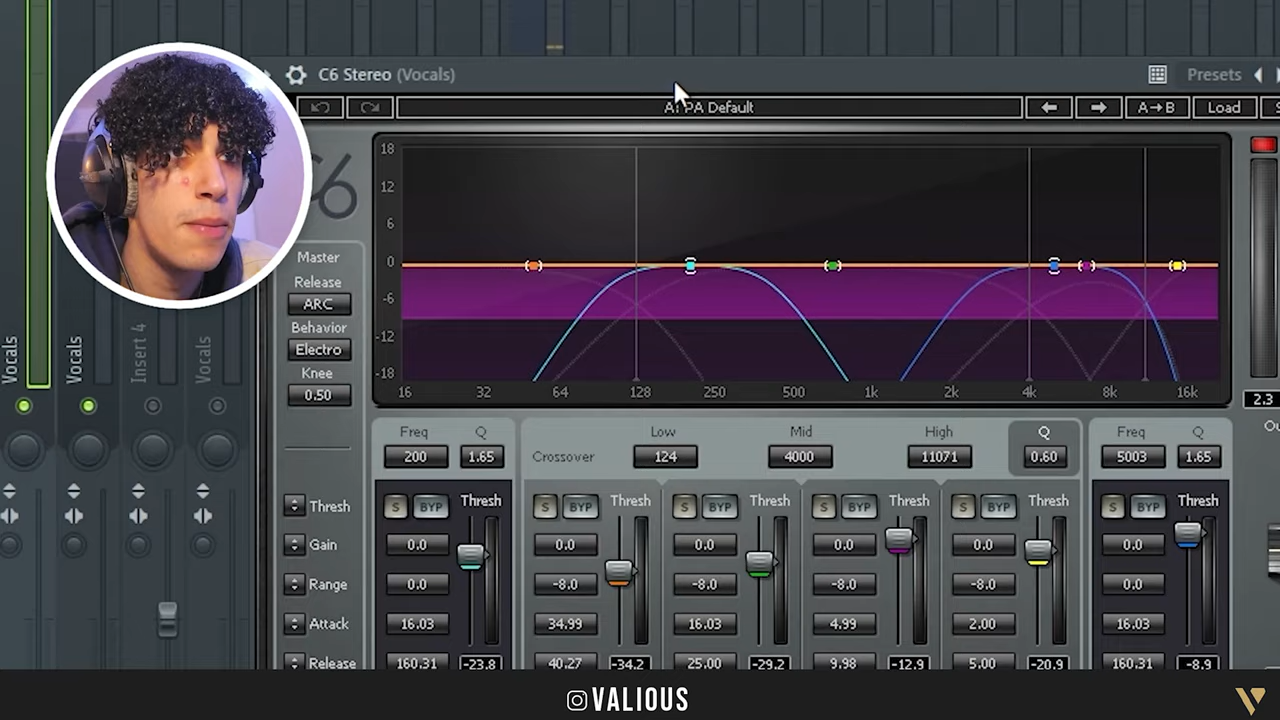 C6 Stereo (Vocals)
Presets
A→B
Load
C6
18
12
6
0
-6
-12
-18
16 32 64 128 250 500 1k 2k 4k 8k 16k
Master
Release
ARC
Behavior
Electro
Knee
0.50
2.3
Freq Q
200 1.65
Low Mid High Q
Crossover 124 4000 11071 0.60
Freq Q
5003 1.65
S BYP Thresh S BYP Thresh S BYP Thresh S BYP Thresh S BYP Thresh S BYP Thresh
Thresh
Gain 0.0 0.0 0.0 0.0 0.0 0.0
Range 0.0 -8.0 -8.0 -8.0 -8.0 0.0
Attack 16.03 34.99 16.03 4.99 2.00 16.03
Release 160.31 -23.8 40.27 -34.2 25.00 -29.2 9.98 -12.9 5.00 -20.9 160.31 -8.9
Vocals
Vocals
Insert 4
Vocals
VALIOUS